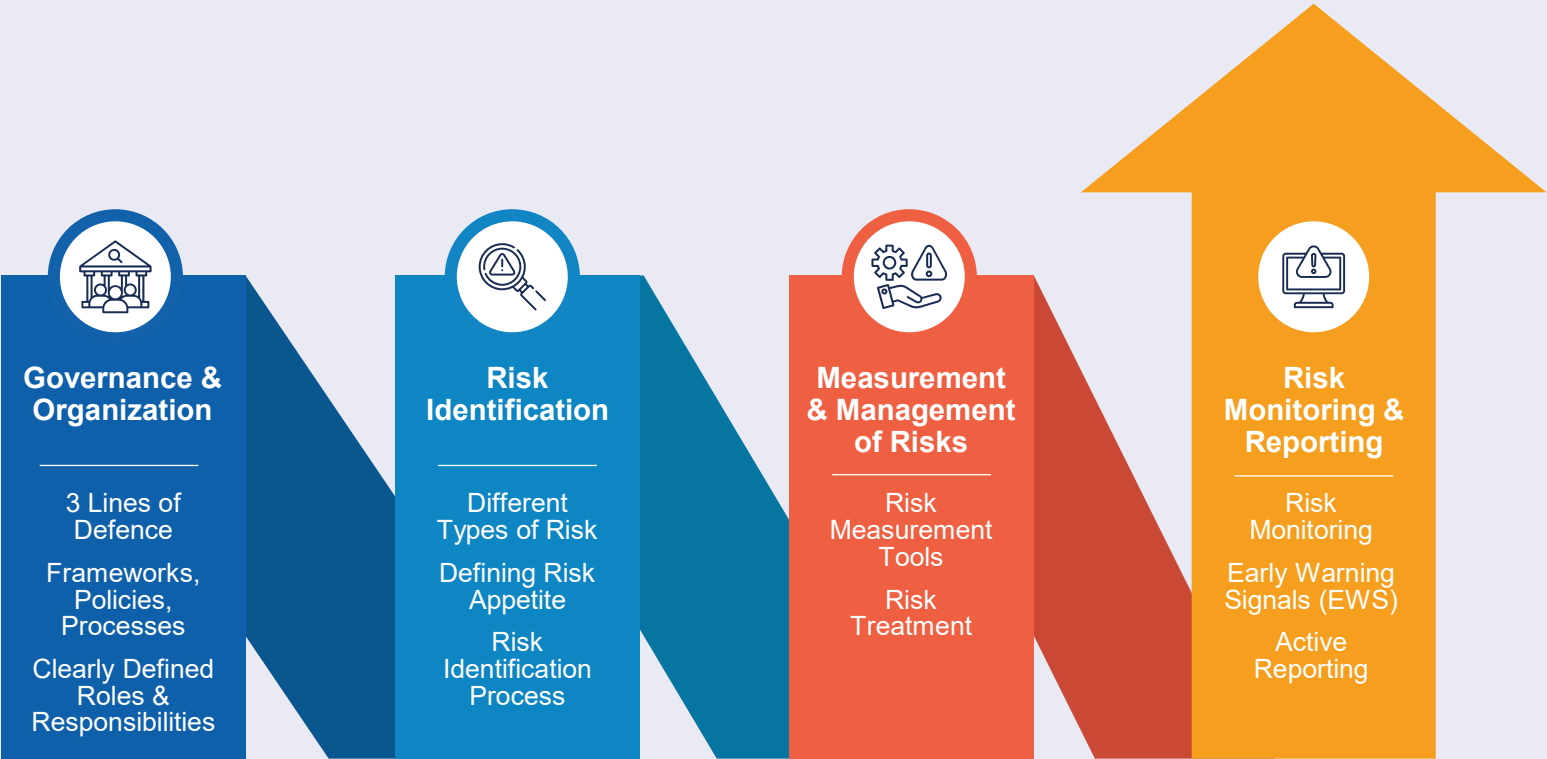 Governance &
Organization
3 Lines of
Defence
Frameworks,
Policies,
Processes
Clearly Defined
Roles &
Responsibilities
Risk
Identification
Different
Types of Risk
Defining Risk
Appetite
Risk
Identification
Process
Measurement
& Management
of Risks
Risk
Measurement
Tools
Risk
Treatment
Risk
Monitoring &
Reporting
Risk
Monitoring
Early Warning
Signals (EWS)
Active
Reporting